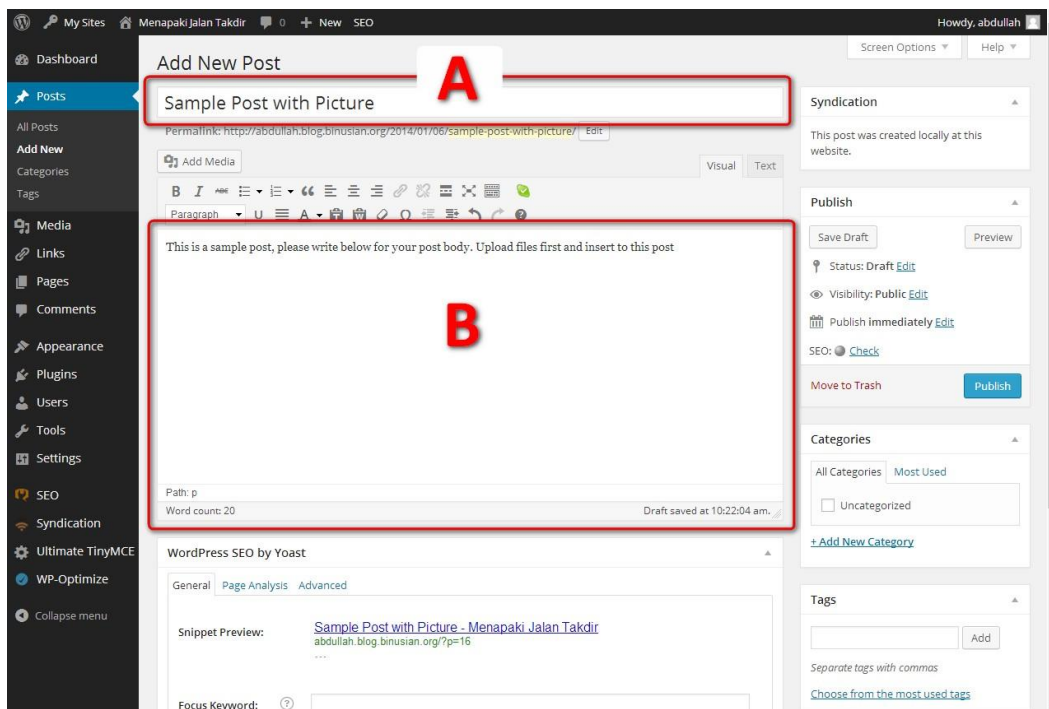 My Sites Menapaki Jalan Takdir 0 + New SEO Howdy, abdullah
Dashboard
Posts
All Posts
Add New
Categories
Tags
Media
Links
Pages
Comments
Appearance
Plugins
Users
Tools
Settings
SEO
Syndication
Ultimate TinyMCE
WP-Optimize
Collapse menu
Screen Options Help
Add New Post
A
Sample Post with Picture
Permalink: http://abdullah.blog.binusian.org/2014/01/06/sample-post-with-picture/ Edit
Add Media
Visual Text
B I ABC
Paragraph U A Ω
This is a sample post, please write below for your post body. Upload files first and insert to this post
B
Path: p
Word count: 20 Draft saved at 10:22:04 am.
WordPress SEO by Yoast
General Page Analysis Advanced
Snippet Preview: Sample Post with Picture - Menapaki Jalan Takdir
abdullah.blog.binusian.org/?p=16
...
Focus Keyword: ?
Syndication
This post was created locally at this
website.
Publish
Save Draft Preview
Status: Draft Edit
Visibility: Public Edit
Publish immediately Edit
SEO: Check
Move to Trash Publish
Categories
All Categories Most Used
Uncategorized
+ Add New Category
Tags
Add
Separate tags with commas
Choose from the most used tags